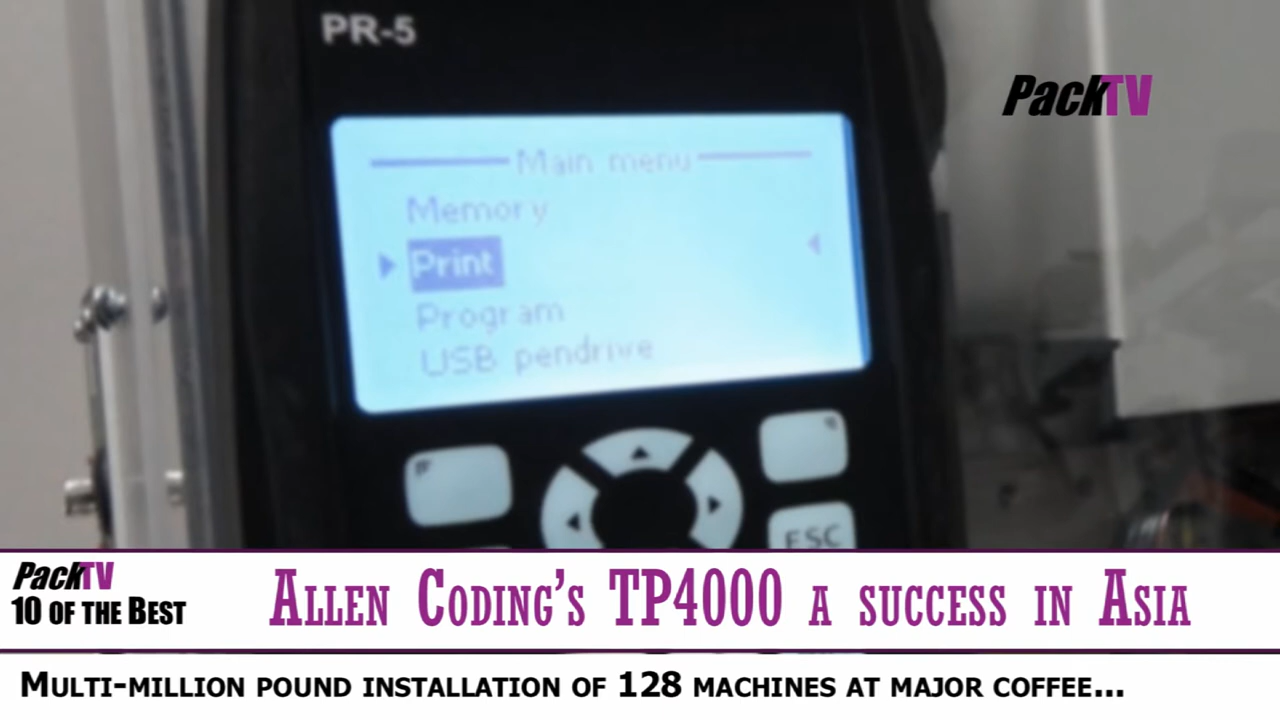 PR-5
PackTV
Main menu
Memory
Print
Program
USB pendrive
ESC
PackTV
10 of the Best
Allen Coding's TP4000 a success in Asia
Multi-million pound installation of 128 machines at major coffee...